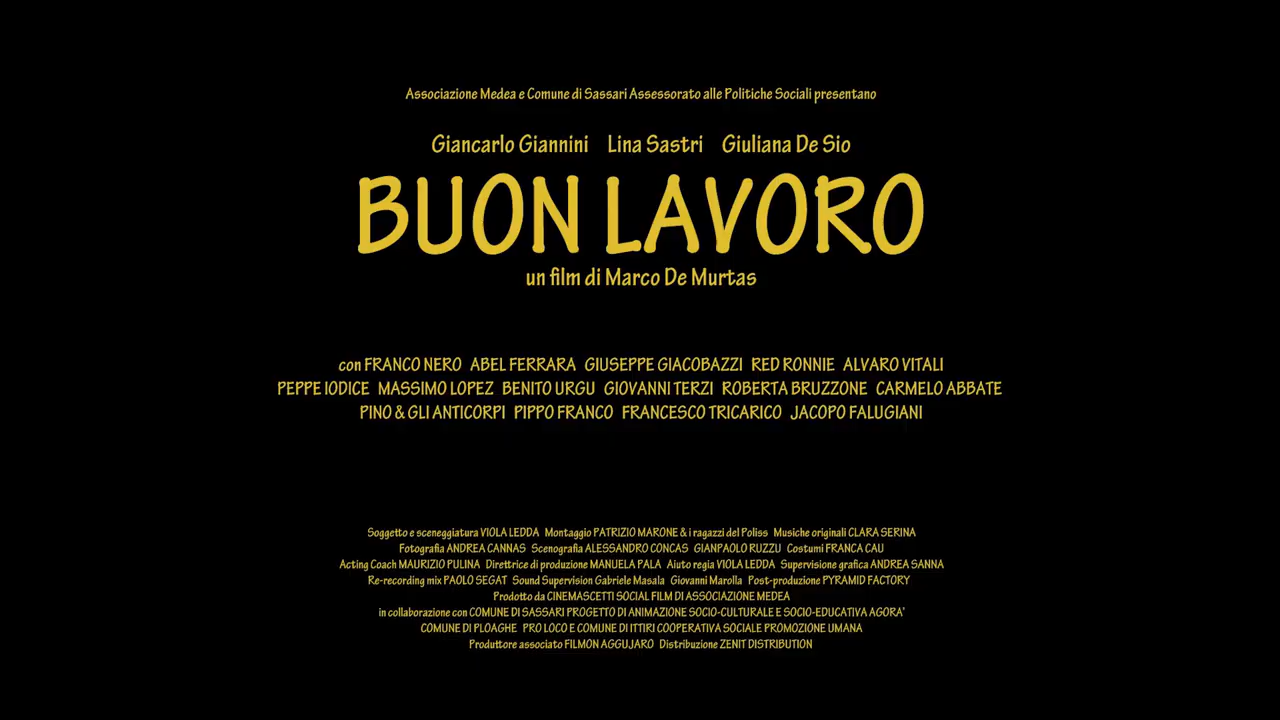 Associazione Medea e Comune di Sassari Assessorato alle Politiche Sociali presentano
Giancarlo Giannini Lina Sastri Giuliana De Sio
BUON LAVORO
un film di Marco De Murtas
con FRANCO NERO ABEL FERRARA GIUSEPPE GIACOBAZZI RED RONNIE ALVARO VITALI
PEPPE IODICE MASSIMO LOPEZ BENITO URGU GIOVANNI TERZI ROBERTA BRUZZONE CARMELO ABBATE
PINO & GLI ANTICORPI PIPPO FRANCO FRANCESCO TRICARICO JACOPO FALUGIANI
Soggetto e sceneggiatura VIOLA LEDDA Montaggio PATRIZIO MARONE & i ragazzi del Poliss Musiche originali CLARA SERINA
Fotografia ANDREA CANNAS Scenografia ALESSANDRO CONCAS GIANPAOLO RUZZU Costumi FRANCA CAU
Acting Coach MAURIZIO PULINA Direttrice di produzione MANUELA PALA Aiuto regia VIOLA LEDDA Supervisione grafica ANDREA SANNA
Re-recording mix PAOLO SEGAT Sound Supervision Gabriele Masala Giovanni Marolla Post-produzione PYRAMID FACTORY
Prodotto da CINEMASCETTI SOCIAL FILM DI ASSOCIAZIONE MEDEA
in collaborazione con COMUNE DI SASSARI PROGETTO DI ANIMAZIONE SOCIO-CULTURALE E SOCIO-EDUCATIVA AGORA'
COMUNE DI PLOAGHE PRO LOCO E COMUNE DI ITTIRI COOPERATIVA SOCIALE PROMOZIONE UMANA
Produttore associato FILMON AGGUJARO Distribuzione ZENIT DISTRIBUTION